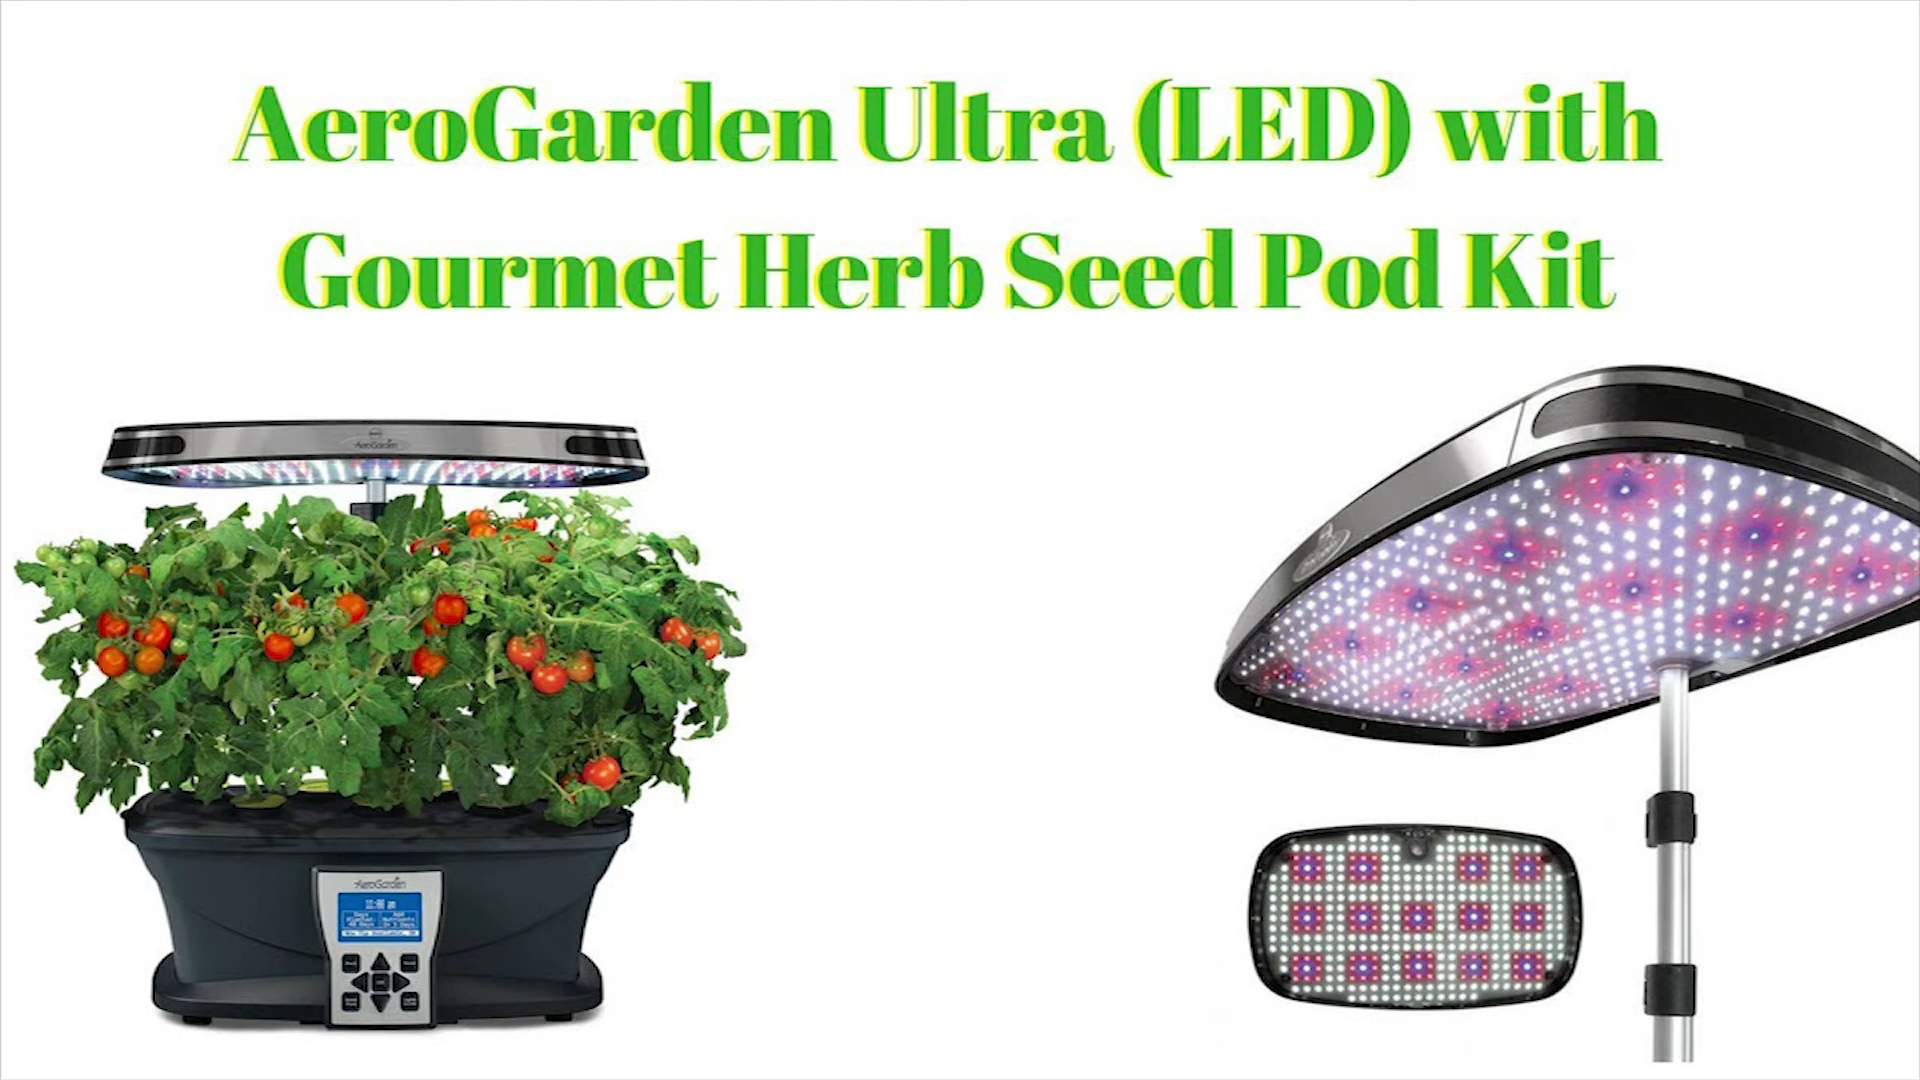 AeroGarden Ultra (LED) with
Gourmet Herb Seed Pod Kit
AeroGarden
AeroGarden